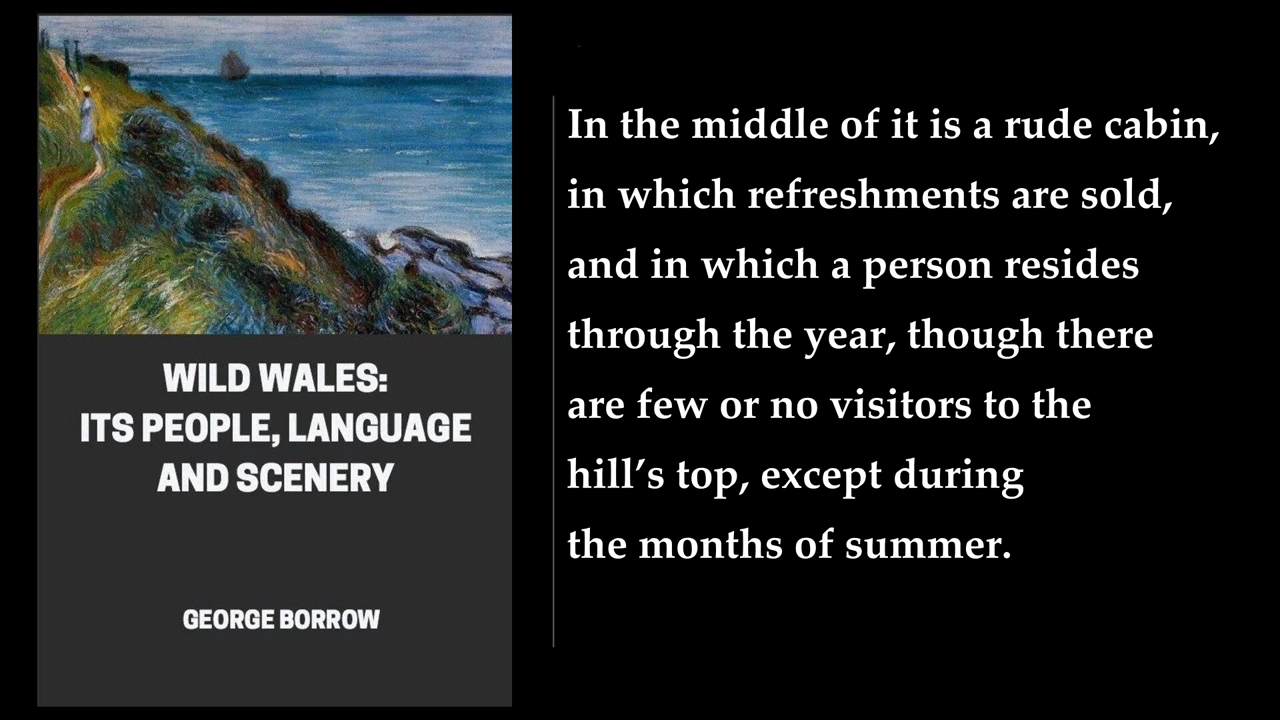 WILD WALES:
ITS PEOPLE, LANGUAGE
AND SCENERY
GEORGE BORROW
In the middle of it is a rude cabin,
in which refreshments are sold,
and in which a person resides
through the year, though there
are few or no visitors to the
hill’s top, except during
the months of summer.